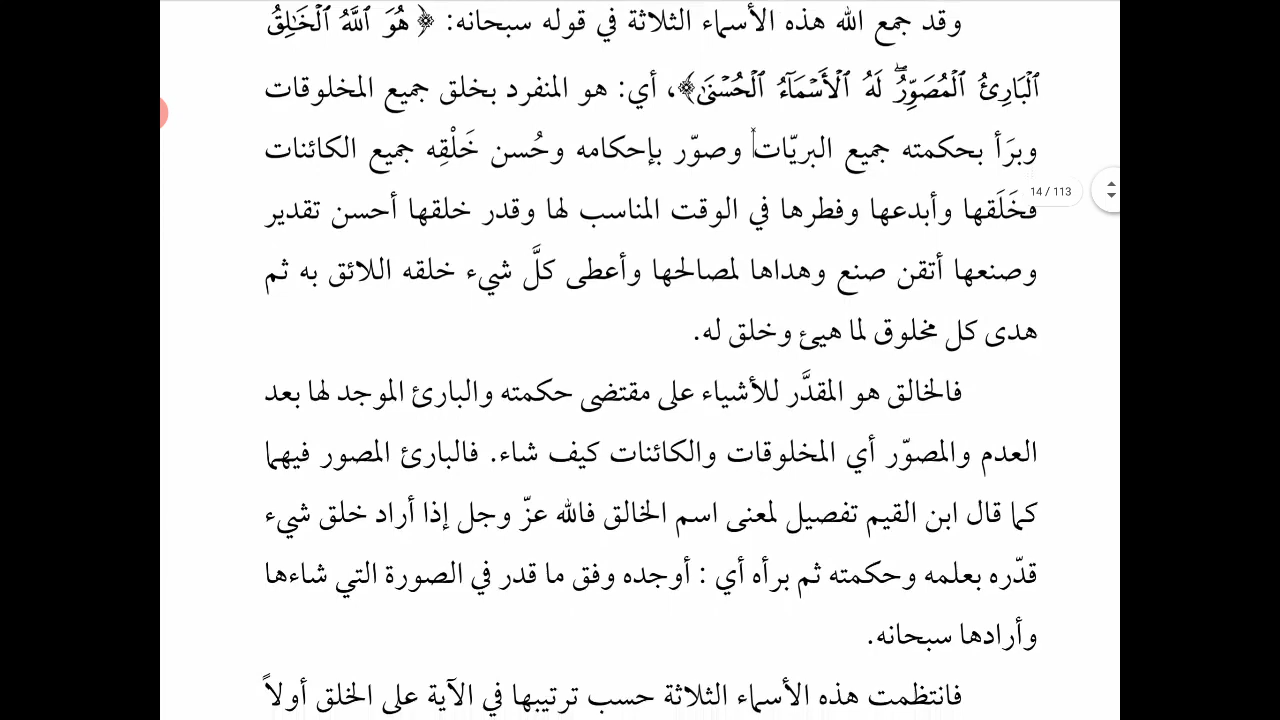 وقد جمع الله هذه الأسماء الثلاثة في قوله سبحانه: ﴿هُوَ ٱللَّهُ ٱلْخَـٰلِقُ
ٱلْبَارِئُ ٱلْمُصَوِّرُ ۖ لَهُ ٱلْأَسْمَآءُ ٱلْحُسْنَىٰ﴾، أي: هو المنفرد بخلق جميع المخلوقات
وبرَأ بحكمته جميع البريّات وصوّر بإحكامه وحُسن خَلْقِه جميع الكائنات
فخَلَقها وأبدعها وفطرها في الوقت المناسب لها وقدر خلقها أحسن تقدير
14 / 113
وصنعها أتقن صنع وهداها لمصالحها وأعطى كلَّ شيء خلقه اللائق به ثم
هدى كل مخلوق لما هيئ وخلق له.
فالخالق هو المقدَّر للأشياء على مقتضى حكمته والبارئ الموجد لها بعد
العدم والمصوّر أي المخلوقات والكائنات كيف شاء. فالبارئ المصور فيهما
كما قال ابن القيم تفصيل لمعنى اسم الخالق فالله عزّ وجل إذا أراد خلق شيء
قدّره بعلمه وحكمته ثم برأه أي : أوجده وفق ما قدر في الصورة التي شاءها
وأرادها سبحانه.
فانتظمت هذه الأسماء الثلاثة حسب ترتيبها في الآية على الخلق أولاً